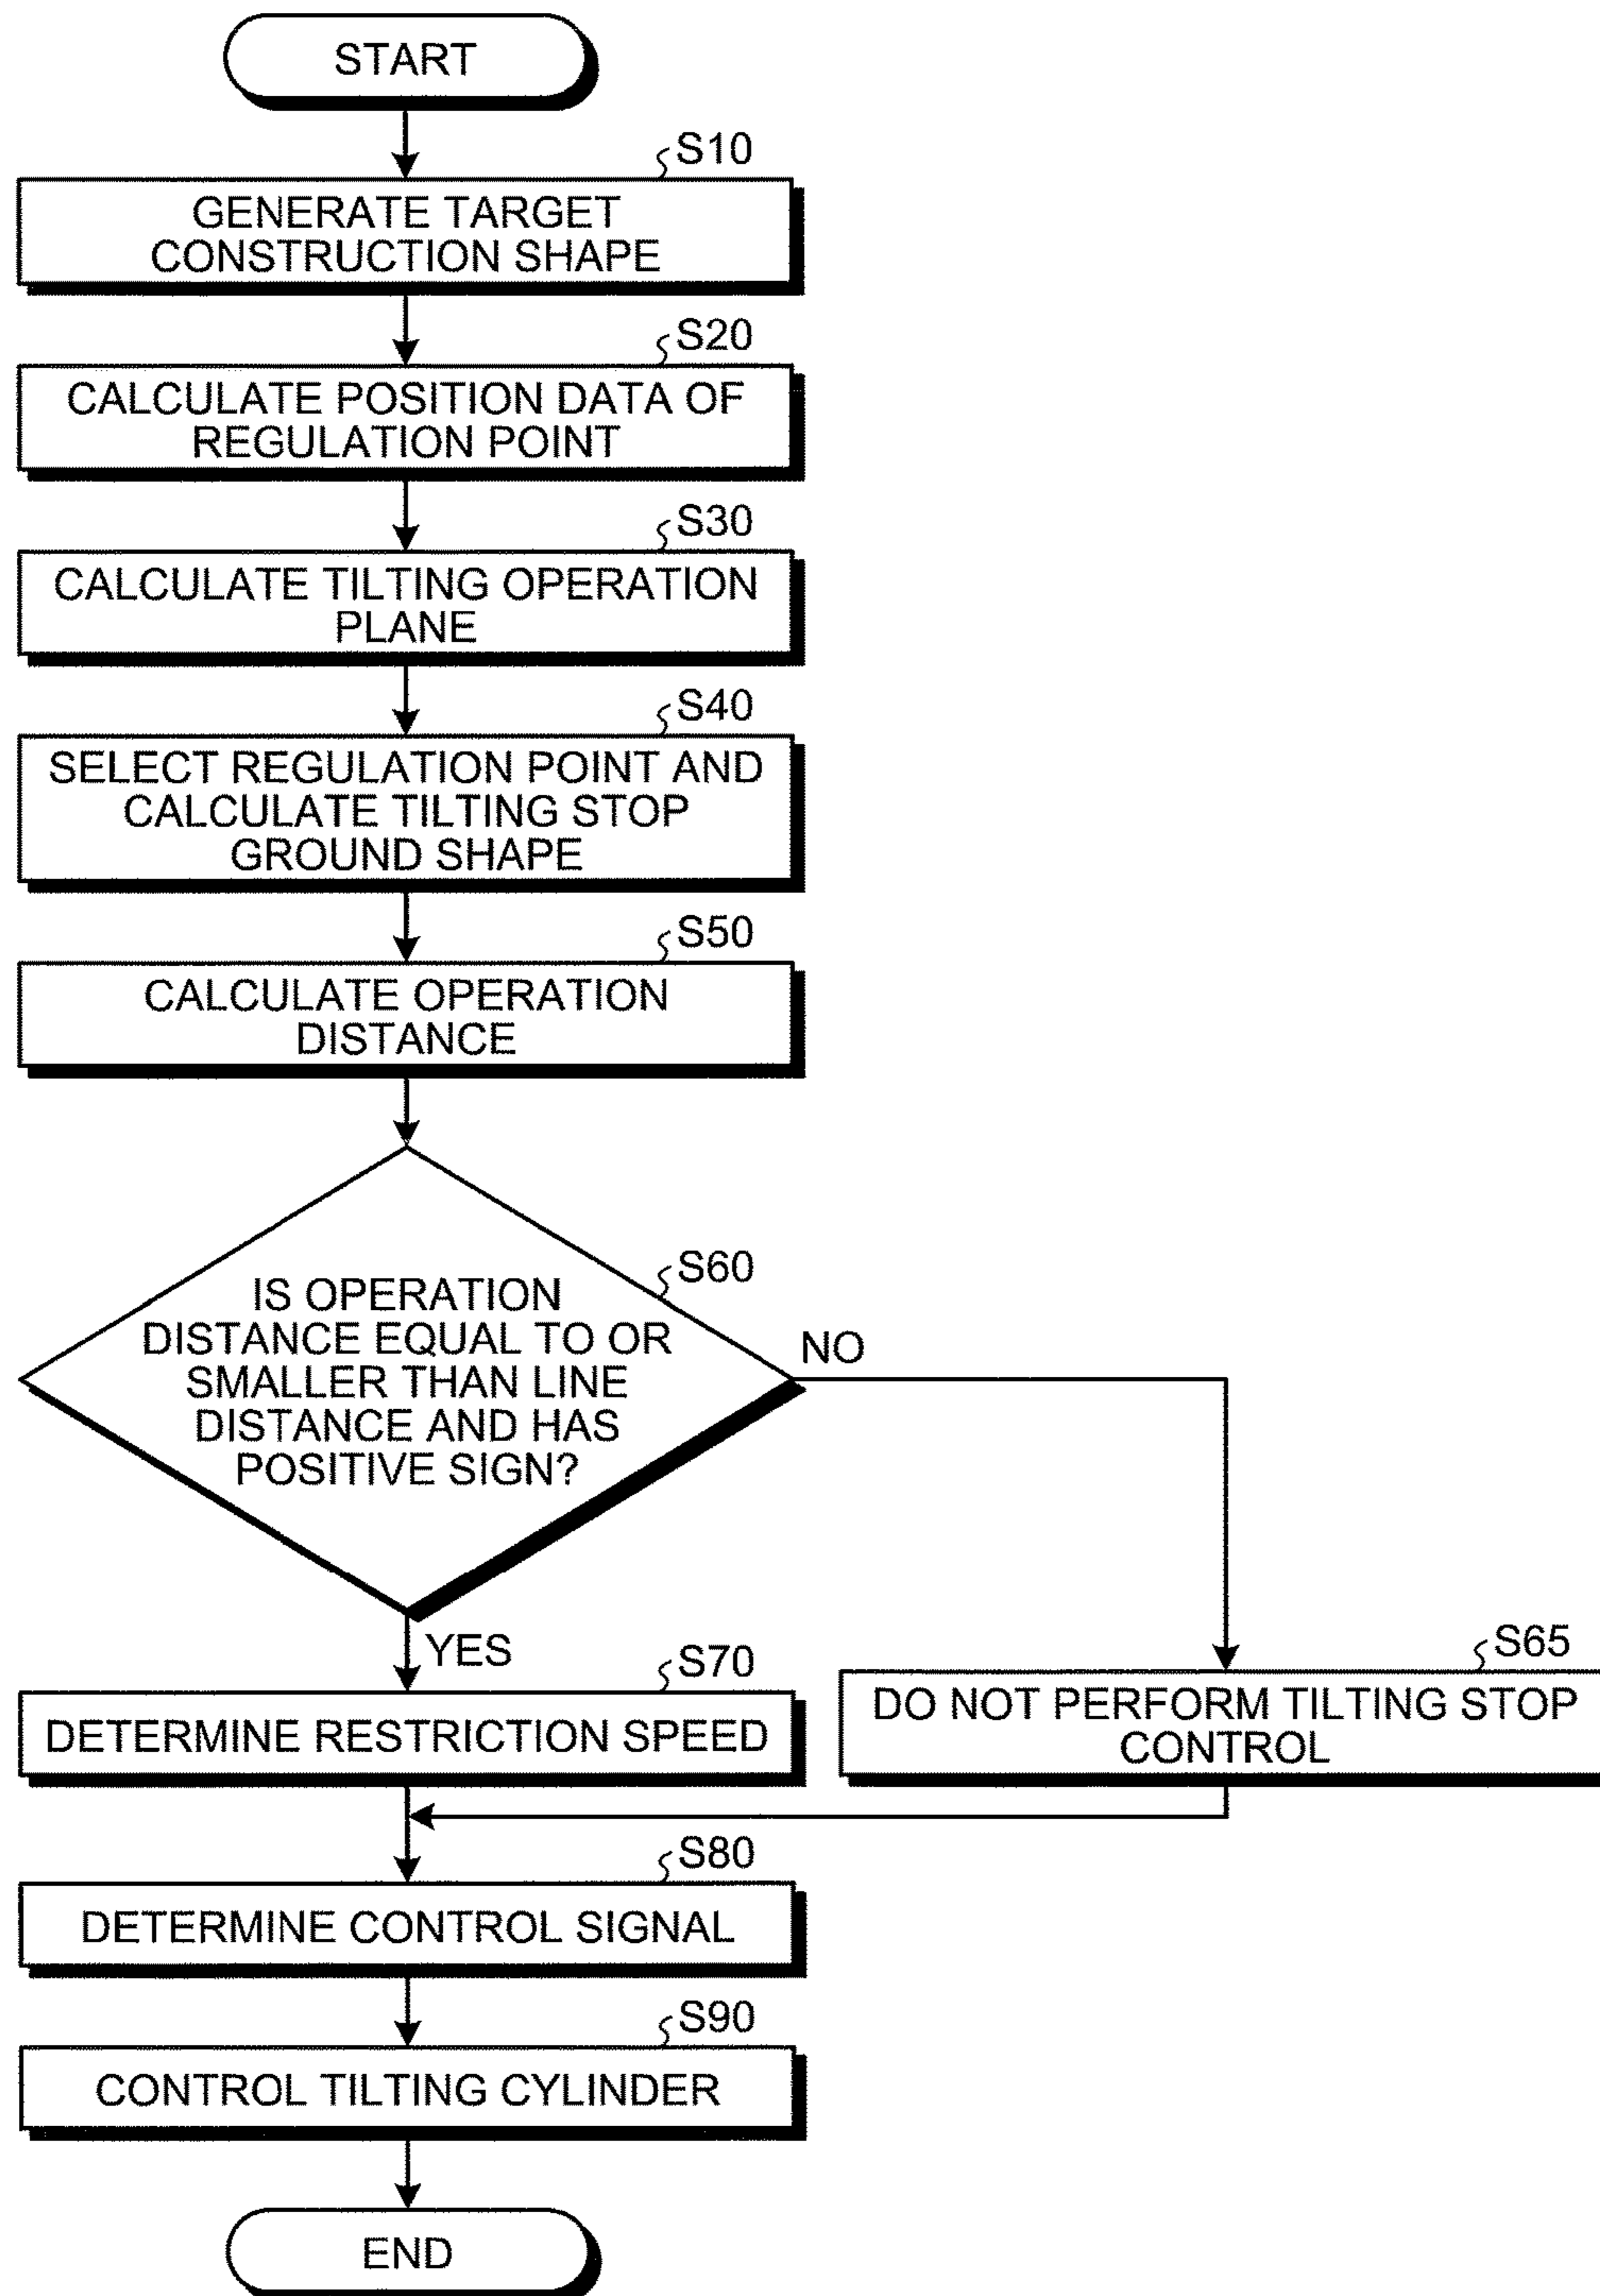 START
S10
GENERATE TARGET
CONSTRUCTION SHAPE
S20
CALCULATE POSITION DATA OF
REGULATION POINT
S30
CALCULATE TILTING OPERATION
PLANE
S40
SELECT REGULATION POINT AND
CALCULATE TILTING STOP
GROUND SHAPE
S50
CALCULATE OPERATION
DISTANCE
S60
IS OPERATION
DISTANCE EQUAL TO OR
SMALLER THAN LINE
DISTANCE AND HAS
POSITIVE SIGN?
NO
YES
S70
DETERMINE RESTRICTION SPEED
S65
DO NOT PERFORM TILTING STOP
CONTROL
S80
DETERMINE CONTROL SIGNAL
S90
CONTROL TILTING CYLINDER
END